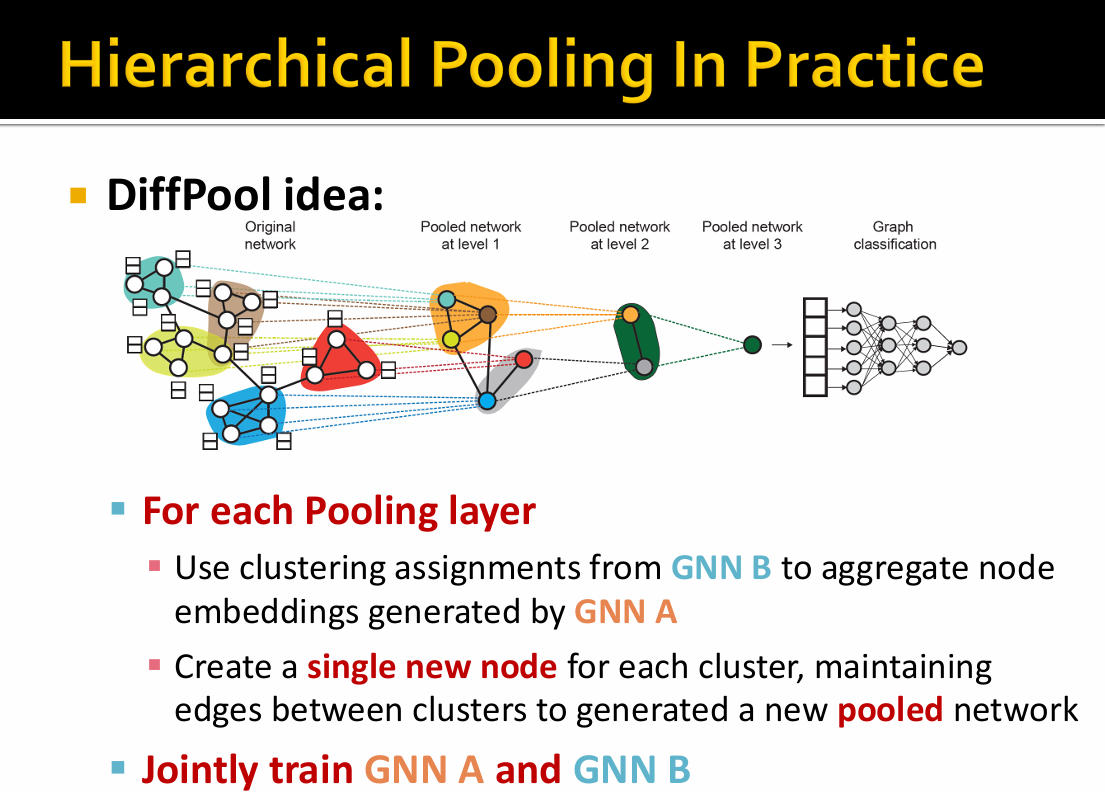 Hierarchical Pooling In Practice
DiffPool idea:
Original
network
Pooled network
at level 1
Pooled network
at level 2
Pooled network
at level 3
Graph
classification
For each Pooling layer
Use clustering assignments from GNN B to aggregate node
embeddings generated by GNN A
Create a single new node for each cluster, maintaining
edges between clusters to generated a new pooled network
Jointly train GNN A and GNN B